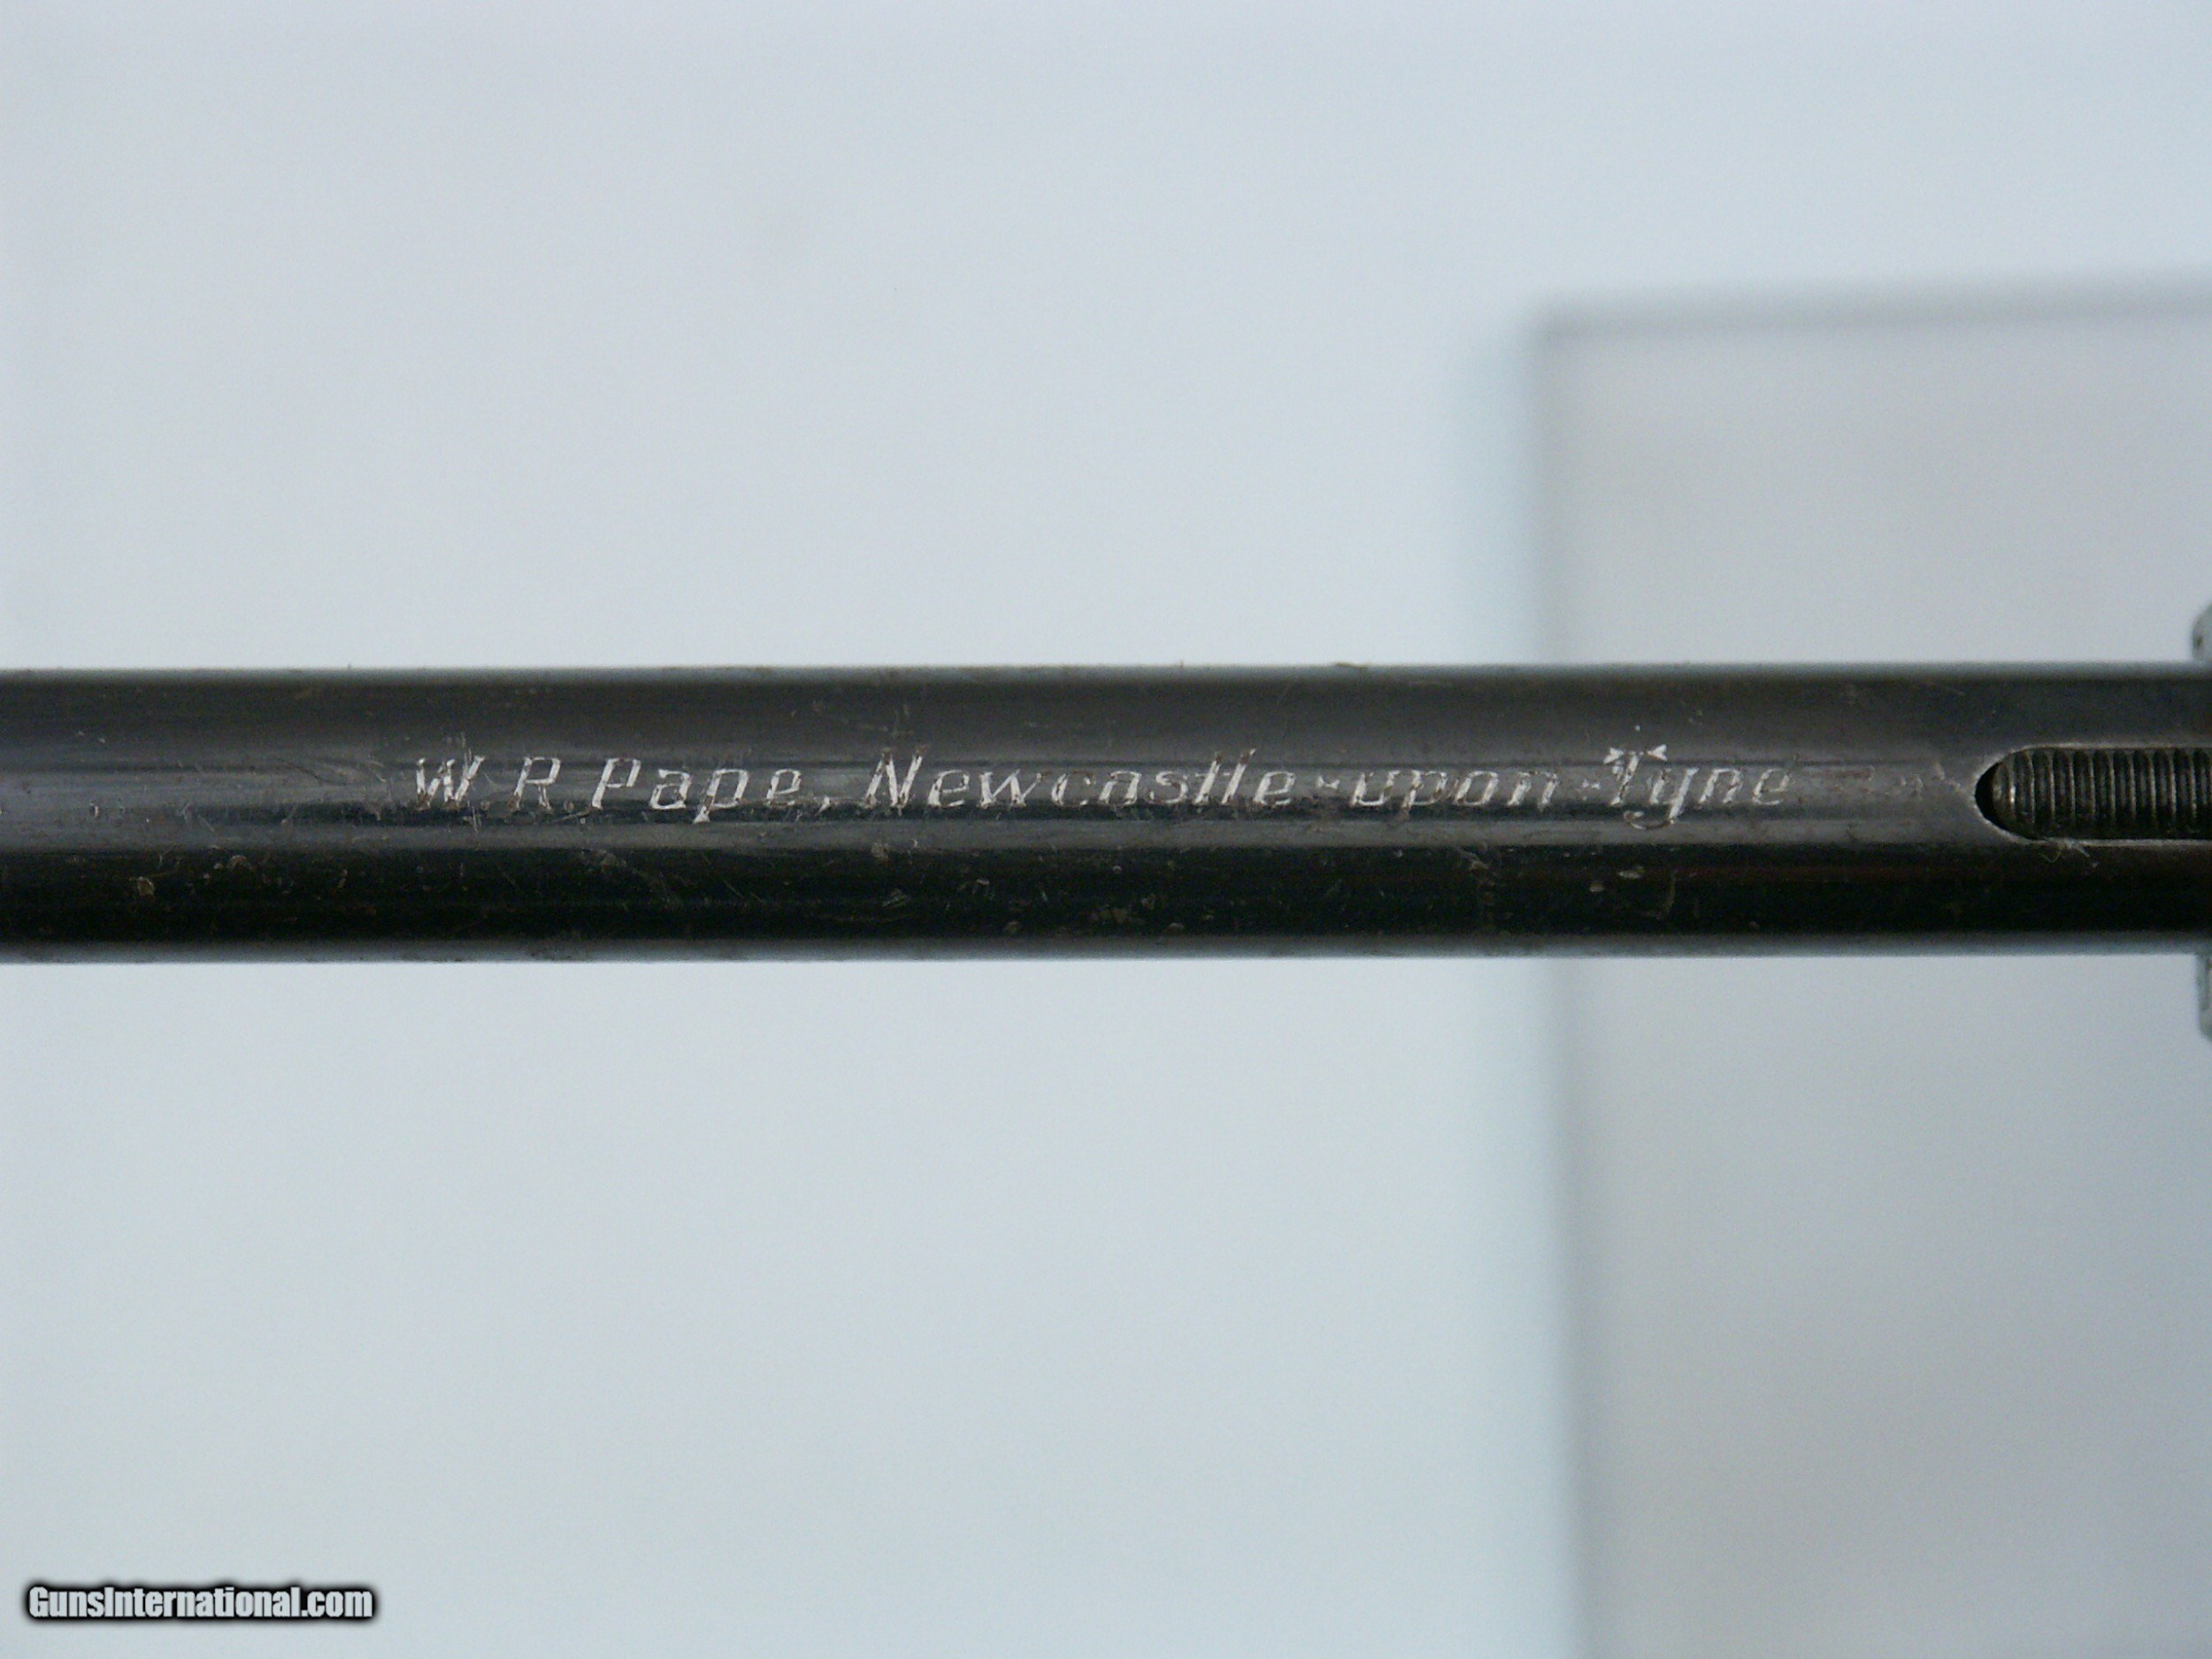 W.R.Pape, Newcastle-upon-Tyne
GunsInternational.com